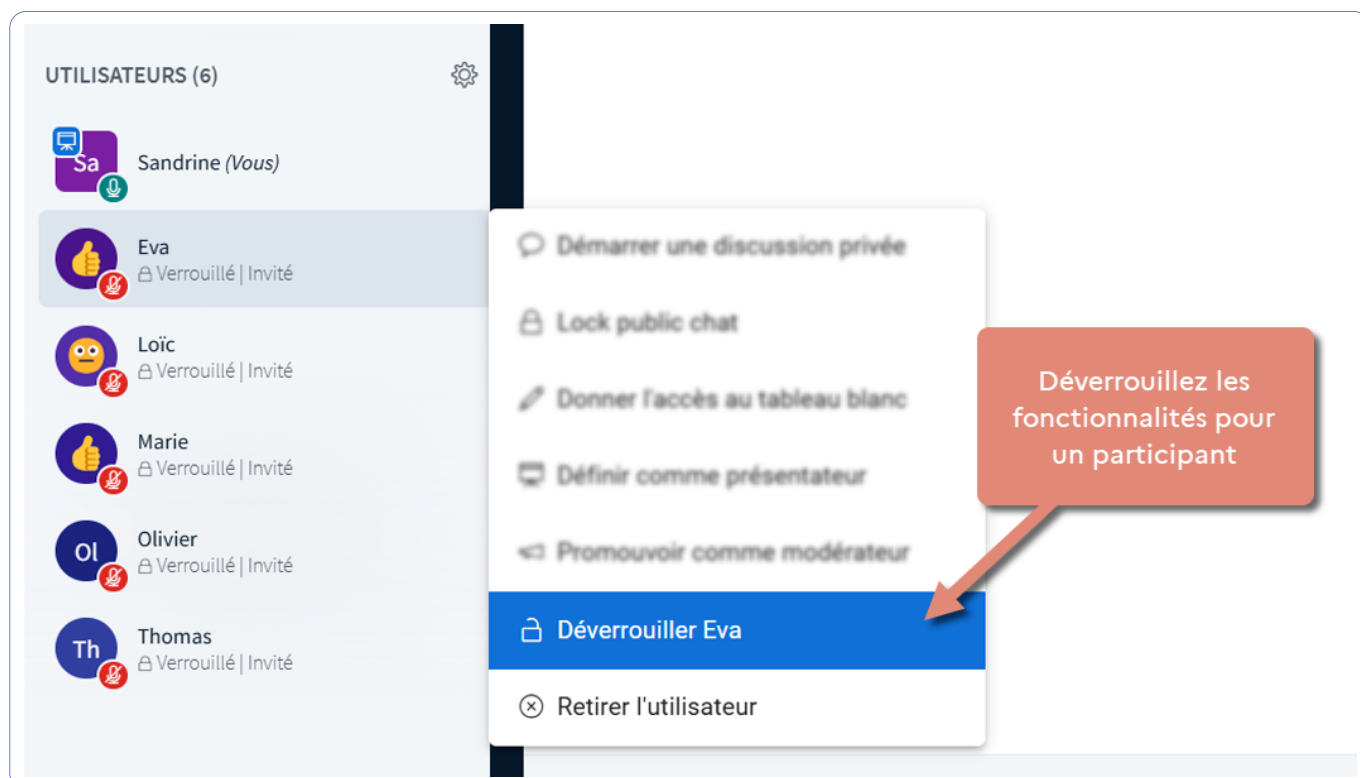 UTILISATEURS (6)
Sa
Sandrine (Vous)
Eva
Verrouillé | Invité
Loïc
Verrouillé | Invité
Marie
Verrouillé | Invité
Ol
Olivier
Verrouillé | Invité
Th
Thomas
Verrouillé | Invité
Démarrer une discussion privée
Lock public chat
Donner l'accès au tableau blanc
Définir comme présentateur
Promouvoir comme modérateur
Déverrouiller Eva
Retirer l'utilisateur
Déverrouillez les
fonctionnalités pour
un participant